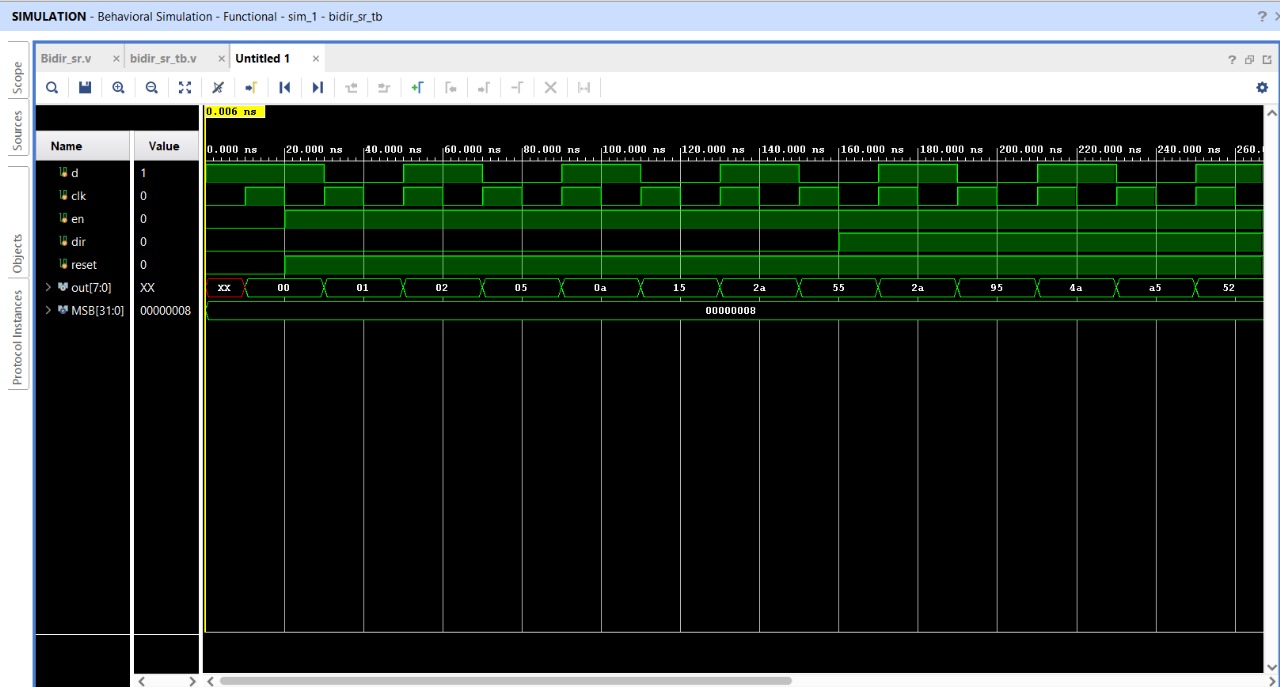 SIMULATION - Behavioral Simulation - Functional - sim_1 - bidir_sr_tb ?
Bidir_sr.v × bidir_sr_tb.v × Untitled 1 × ?
Scope
Sources
Objects
Protocol Instances
0.006 ns
Name Value
0.000 ns 20.000 ns 40.000 ns 60.000 ns 80.000 ns 100.000 ns 120.000 ns 140.000 ns 160.000 ns 180.000 ns 200.000 ns 220.000 ns 240.000 ns 260.0
d 1
clk 0
en 0
dir 0
reset 0
out[7:0] XX XX 00 01 02 05 0a 15 2a 55 2a 95 4a a5 52
MSB[31:0] 00000008 00000008